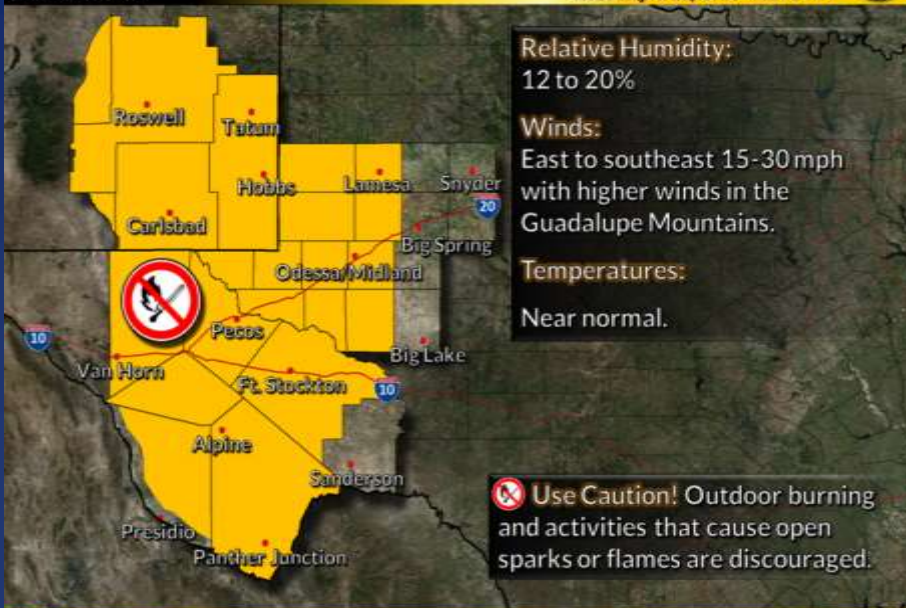 Relative Humidity:
12 to 20%
Winds:
East to southeast 15-30 mph
with higher winds in the
Guadalupe Mountains.
Temperatures:
Near normal.
Roswell
Tatum
Hobbs
Lamesa
Snyder
20
Carlsbad
Big Spring
Odessa/Midland
Pecos
10
Big Lake
Van Horn
Ft. Stockton
10
Alpine
Sanderson
Presidio
Panther Junction
Use Caution! Outdoor burning
and activities that cause open
sparks or flames are discouraged.